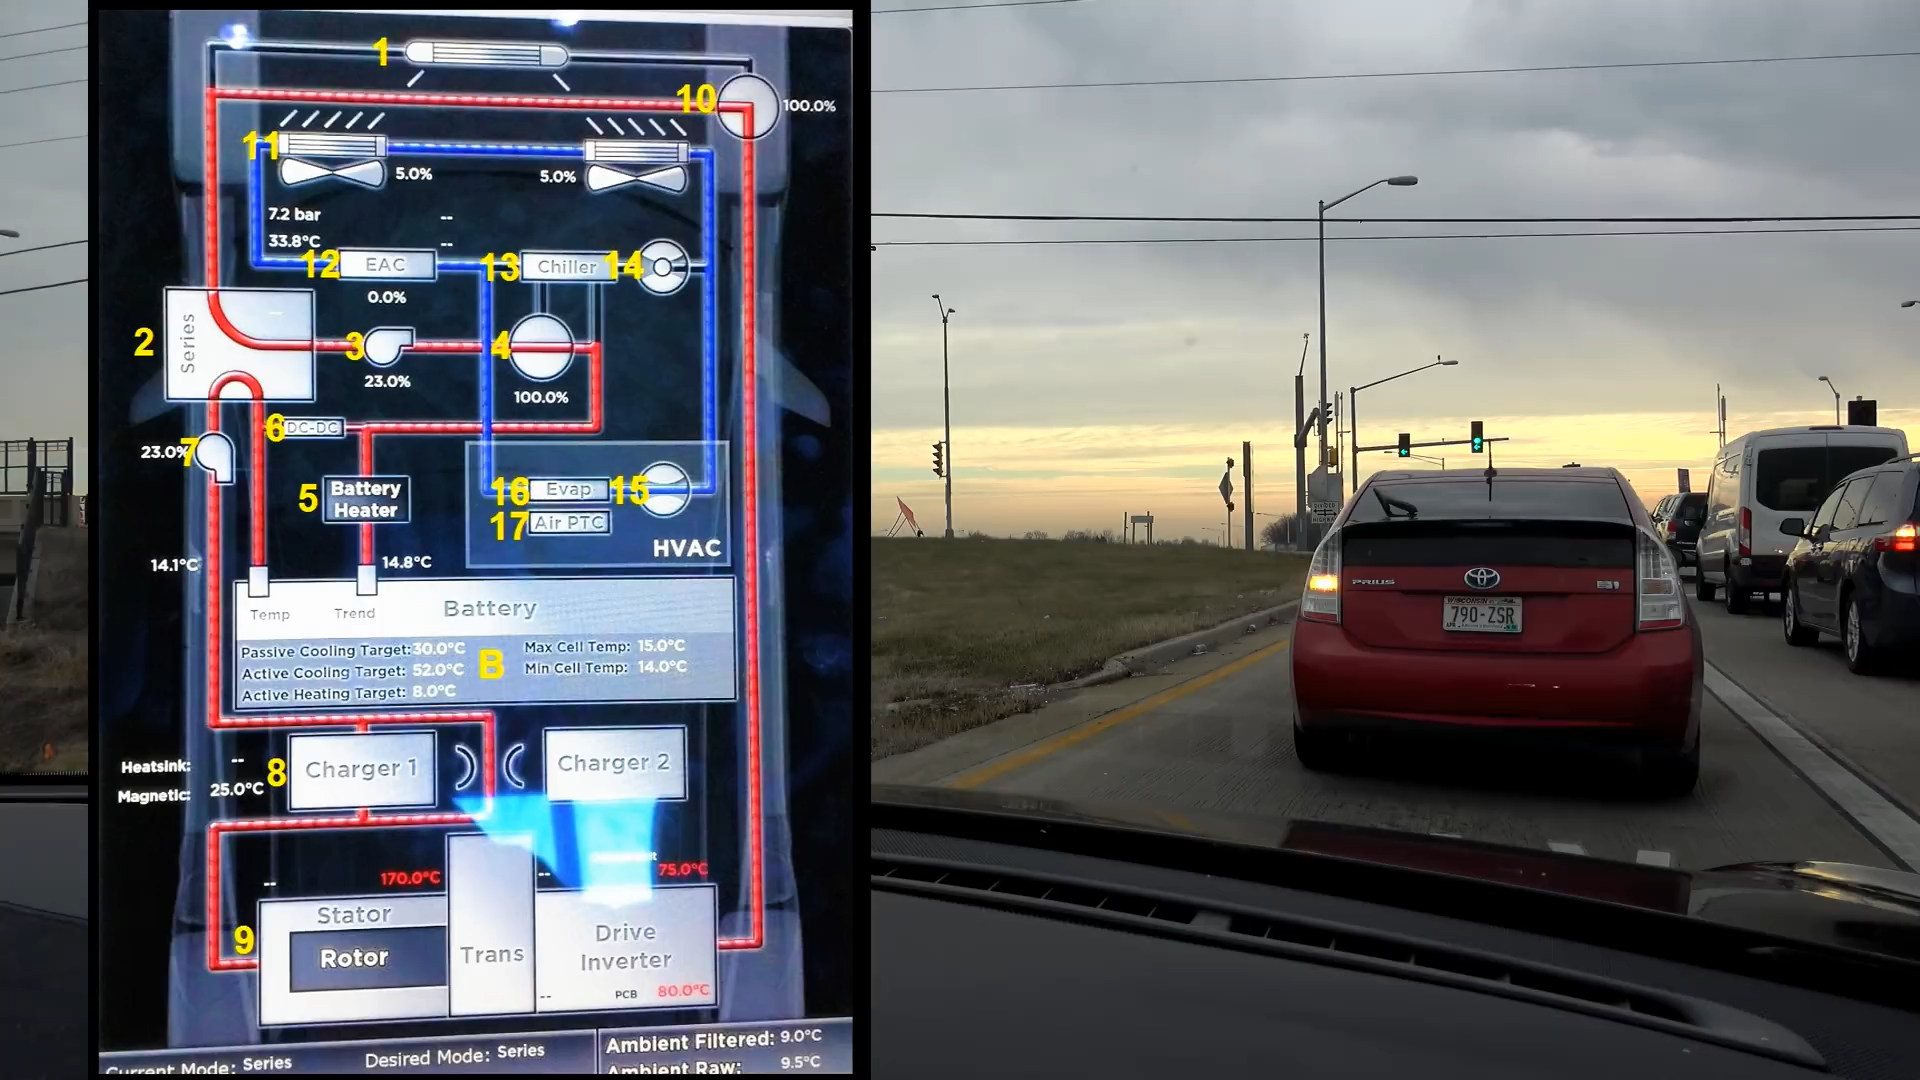 1
10
100.0%
11
5.0%
5.0%
7.2 bar
--
33.8°C
--
12
EAC
13
Chiller
14
0.0%
2
Series
--
3
4
23.0%
100.0%
6
DC-DC
23.0%
7
5
Battery
Heater
16
Evap
15
17
Air PTC
HVAC
14.1°C
14.8°C
Temp
Trend
Battery
Passive Cooling Target: 30.0°C
Active Cooling Target: 52.0°C
Active Heating Target: 8.0°C
B
Max Cell Temp: 15.0°C
Min Cell Temp: 14.0°C
Heatsink: --
Magnetic: 25.0°C
8
Charger 1
Charger 2
--
170.0°C
--
75.0°C
9
Stator
Rotor
Trans
Drive
Inverter
--
PCB 80.0°C
Current Mode: Series
Desired Mode: Series
Ambient Filtered: 9.0°C
Ambient Raw: 9.5°C
DIVIDED
HIGHWAY
PRIUS
WISCONSIN
790-ZSR